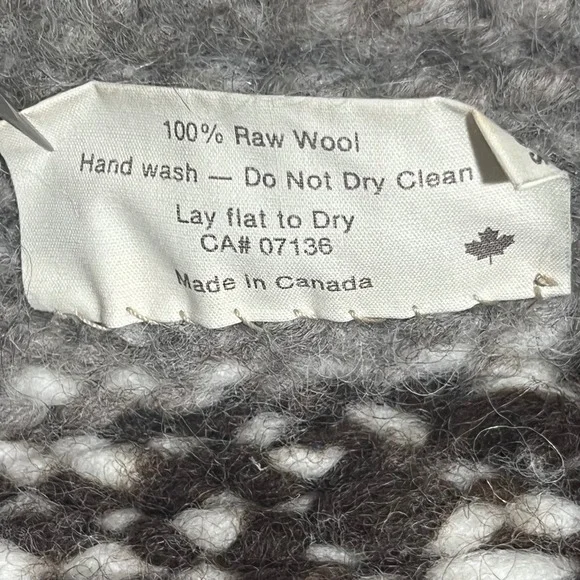 100% Raw Wool
Hand wash — Do Not Dry Clean
Lay flat to Dry
CA# 07136
Made in Canada